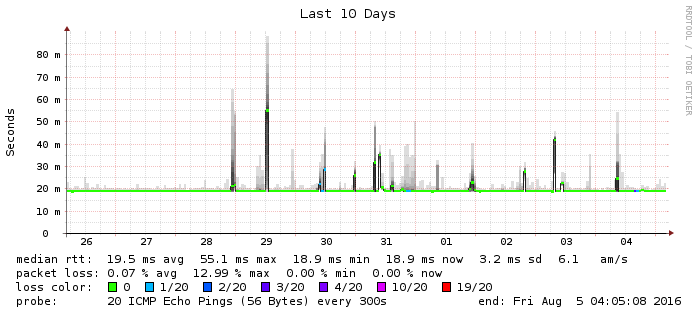 Last 10 Days
RRDTOOL / TOBI OETIKER
Seconds
80 m
70 m
60 m
50 m
40 m
30 m
20 m
10 m
0
26 27 28 29 30 31 01 02 03 04
median rtt: 19.5 ms avg 55.1 ms max 18.9 ms min 18.9 ms now 3.2 ms sd 6.1 am/s
packet loss: 0.07 % avg 12.99 % max 0.00 % min 0.00 % now
loss color: 0 1/20 2/20 3/20 4/20 10/20 19/20
probe: 20 ICMP Echo Pings (56 Bytes) every 300s end: Fri Aug 5 04:05:08 2016